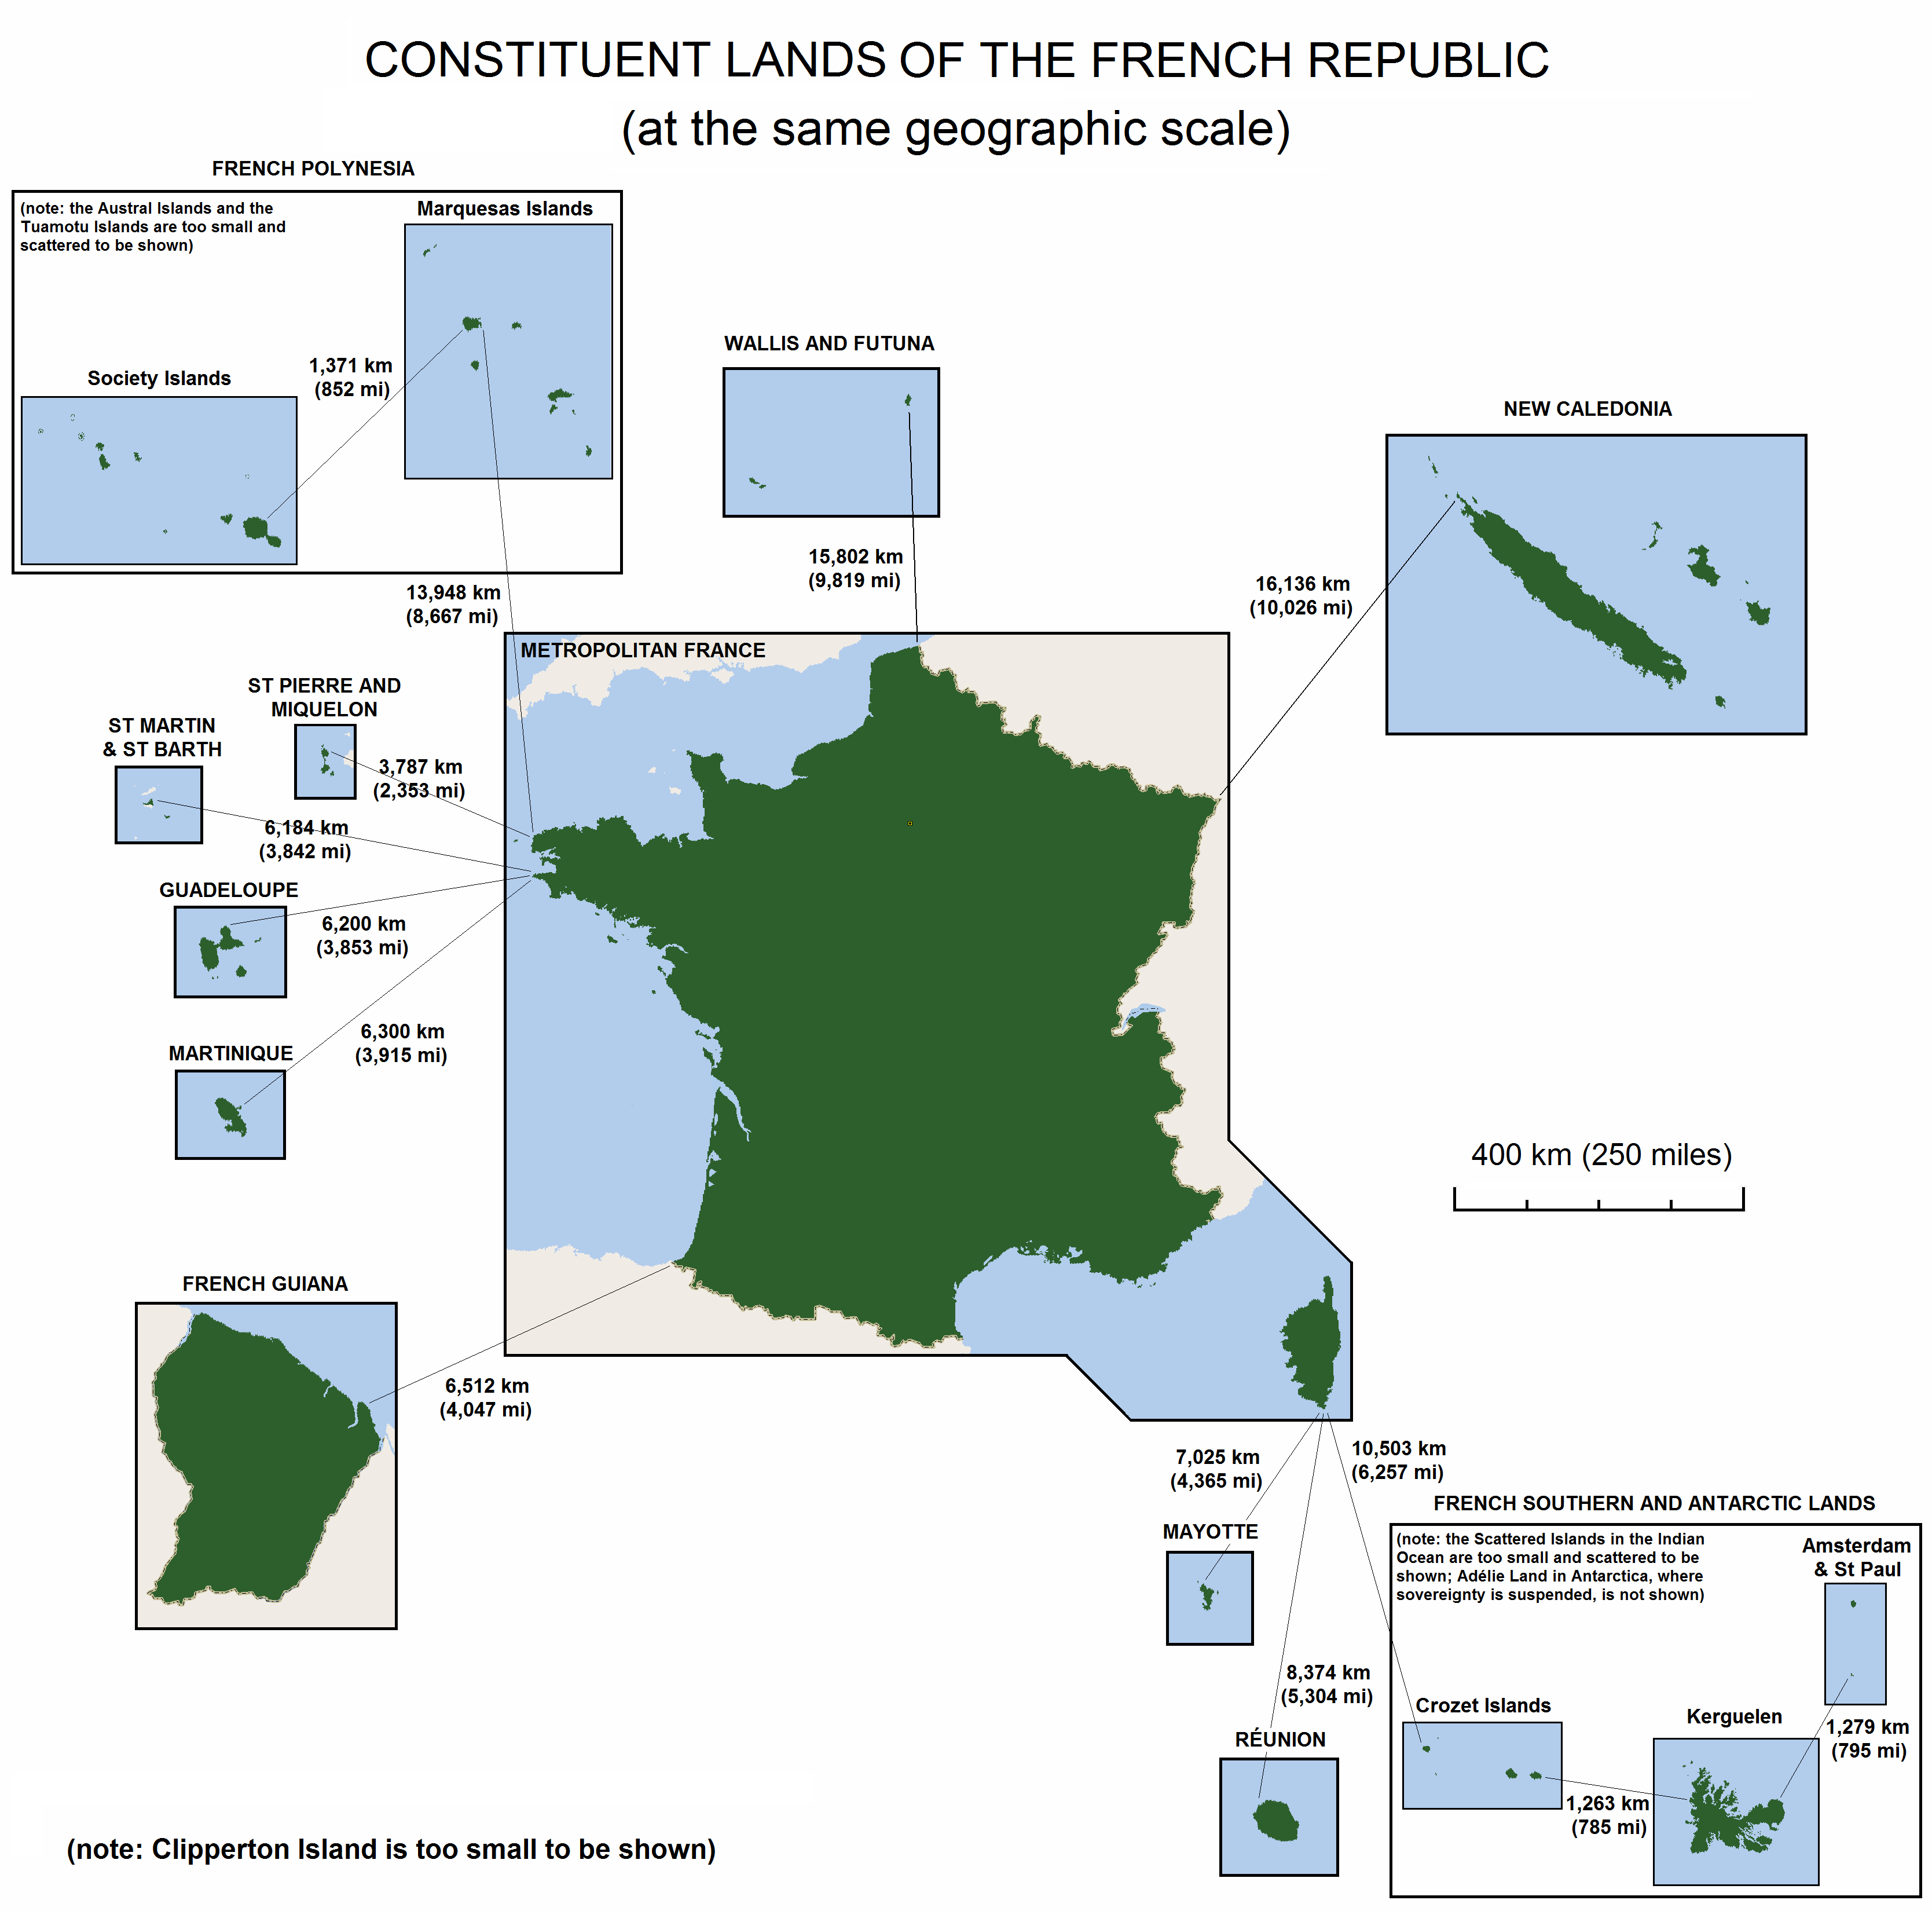 CONSTITUENT LANDS OF THE FRENCH REPUBLIC
(at the same geographic scale)
FRENCH POLYNESIA
(note: the Austral Islands and the
Tuamotu Islands are too small and
scattered to be shown)
Marquesas Islands
Society Islands
1,371 km
(852 mi)
13,948 km
(8,667 mi)
WALLIS AND FUTUNA
15,802 km
(9,819 mi)
NEW CALEDONIA
16,136 km
(10,026 mi)
METROPOLITAN FRANCE
ST PIERRE AND
MIQUELON
3,787 km
(2,353 mi)
ST MARTIN
& ST BARTH
6,184 km
(3,842 mi)
GUADELOUPE
6,200 km
(3,853 mi)
MARTINIQUE
6,300 km
(3,915 mi)
400 km (250 miles)
FRENCH GUIANA
6,512 km
(4,047 mi)
7,025 km
(4,365 mi)
MAYOTTE
10,503 km
(6,257 mi)
8,374 km
(5,304 mi)
RÉUNION
FRENCH SOUTHERN AND ANTARCTIC LANDS
(note: the Scattered Islands in the Indian
Ocean are too small and scattered to be
shown; Adélie Land in Antarctica, where
sovereignty is suspended, is not shown)
Amsterdam
& St Paul
Crozet Islands
Kerguelen
1,279 km
(795 mi)
1,263 km
(785 mi)
(note: Clipperton Island is too small to be shown)